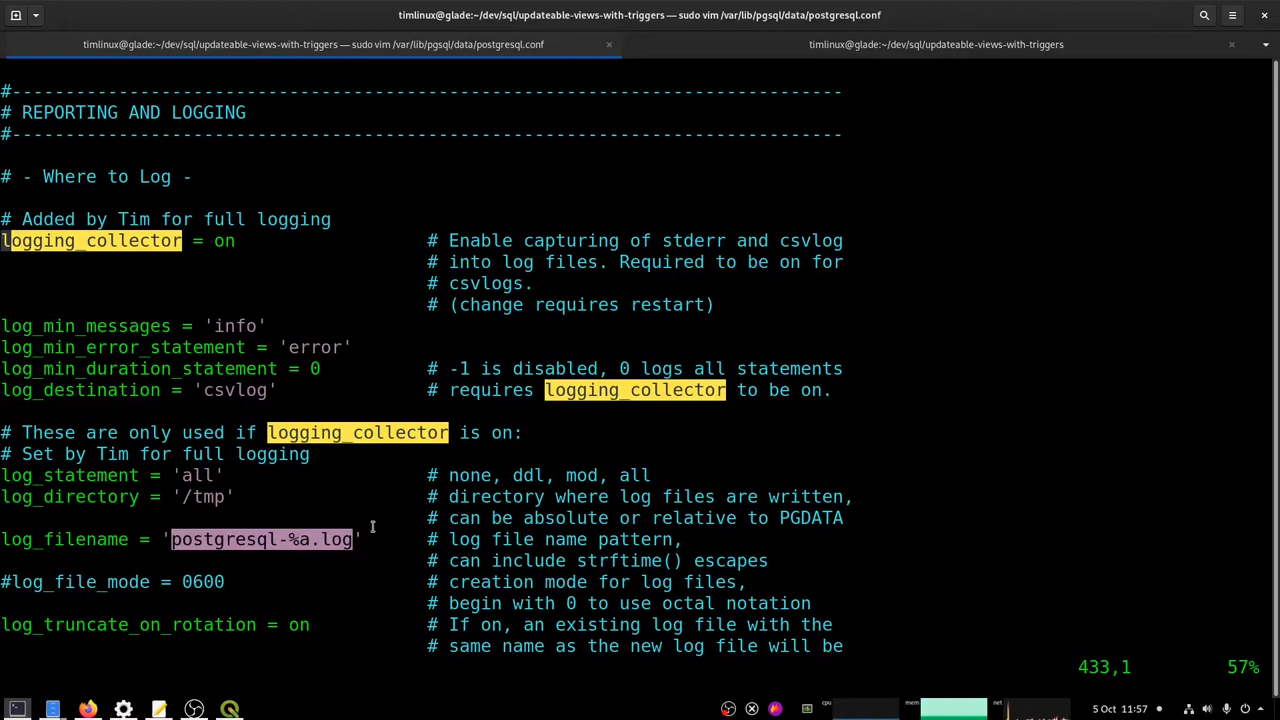 timlinux@glade:~/dev/sql/updateable-views-with-triggers — sudo vim /var/lib/pgsql/data/postgresql.conf
timlinux@glade:~/dev/sql/updateable-views-with-triggers — sudo vim /var/lib/pgsql/data/postgresql.conf
timlinux@glade:~/dev/sql/updateable-views-with-triggers
#------------------------------------------------------------------------------
# REPORTING AND LOGGING
#------------------------------------------------------------------------------
# - Where to Log -
# Added by Tim for full logging
logging_collector = on # Enable capturing of stderr and csvlog
# into log files. Required to be on for
# csvlogs.
# (change requires restart)
log_min_messages = 'info'
log_min_error_statement = 'error'
log_min_duration_statement = 0 # -1 is disabled, 0 logs all statements
log_destination = 'csvlog' # requires logging_collector to be on.
# These are only used if logging_collector is on:
# Set by Tim for full logging
log_statement = 'all' # none, ddl, mod, all
log_directory = '/tmp' # directory where log files are written,
# can be absolute or relative to PGDATA
log_filename = 'postgresql-%a.log' # log file name pattern,
# can include strftime() escapes
#log_file_mode = 0600 # creation mode for log files,
# begin with 0 to use octal notation
log_truncate_on_rotation = on # If on, an existing log file with the
# same name as the new log file will be
433,1 57%
cpu mem net 5 Oct 11:57